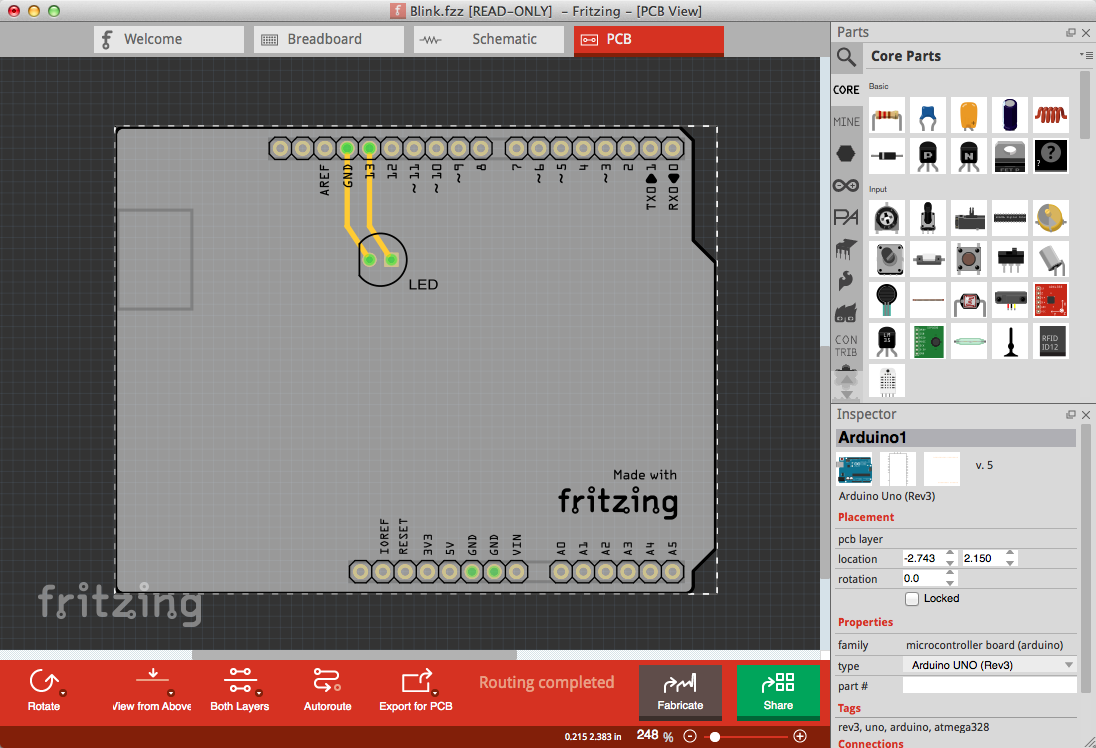 Blink.fzz [READ-ONLY] - Fritzing - [PCB View]
Welcome
Breadboard
Schematic
PCB
AREF
GND
13
12
~11
~10
~9
8
7
~6
~5
4
~3
2
TX0 1
RX0 0
LED
Made with
fritzing
IOREF
RESET
3V3
5V
GND
GND
VIN
A0
A1
A2
A3
A4
A5
fritzing
Rotate
View from Above
Both Layers
Autoroute
Export for PCB
Routing completed
Fabricate
Share
0.215 2.383 in
248 %
Parts
Core Parts
CORE
MINE
PA
CON
TRIB
Basic
P
N
?
?
Input
LM
35
RFID
ID12
Inspector
Arduino1
v. 5
Arduino Uno (Rev3)
Placement
pcb layer
location -2.743 2.150
rotation 0.0
Locked
Properties
family microcontroller board (arduino)
type Arduino UNO (Rev3)
part #
Tags
rev3, uno, arduino, atmega328
Connections